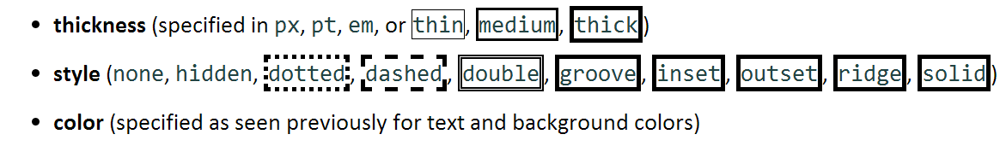 • thickness (specified in px, pt, em, or thin, medium, thick)
• style (none, hidden, dotted, dashed, double, groove, inset, outset, ridge, solid)
• color (specified as seen previously for text and background colors)